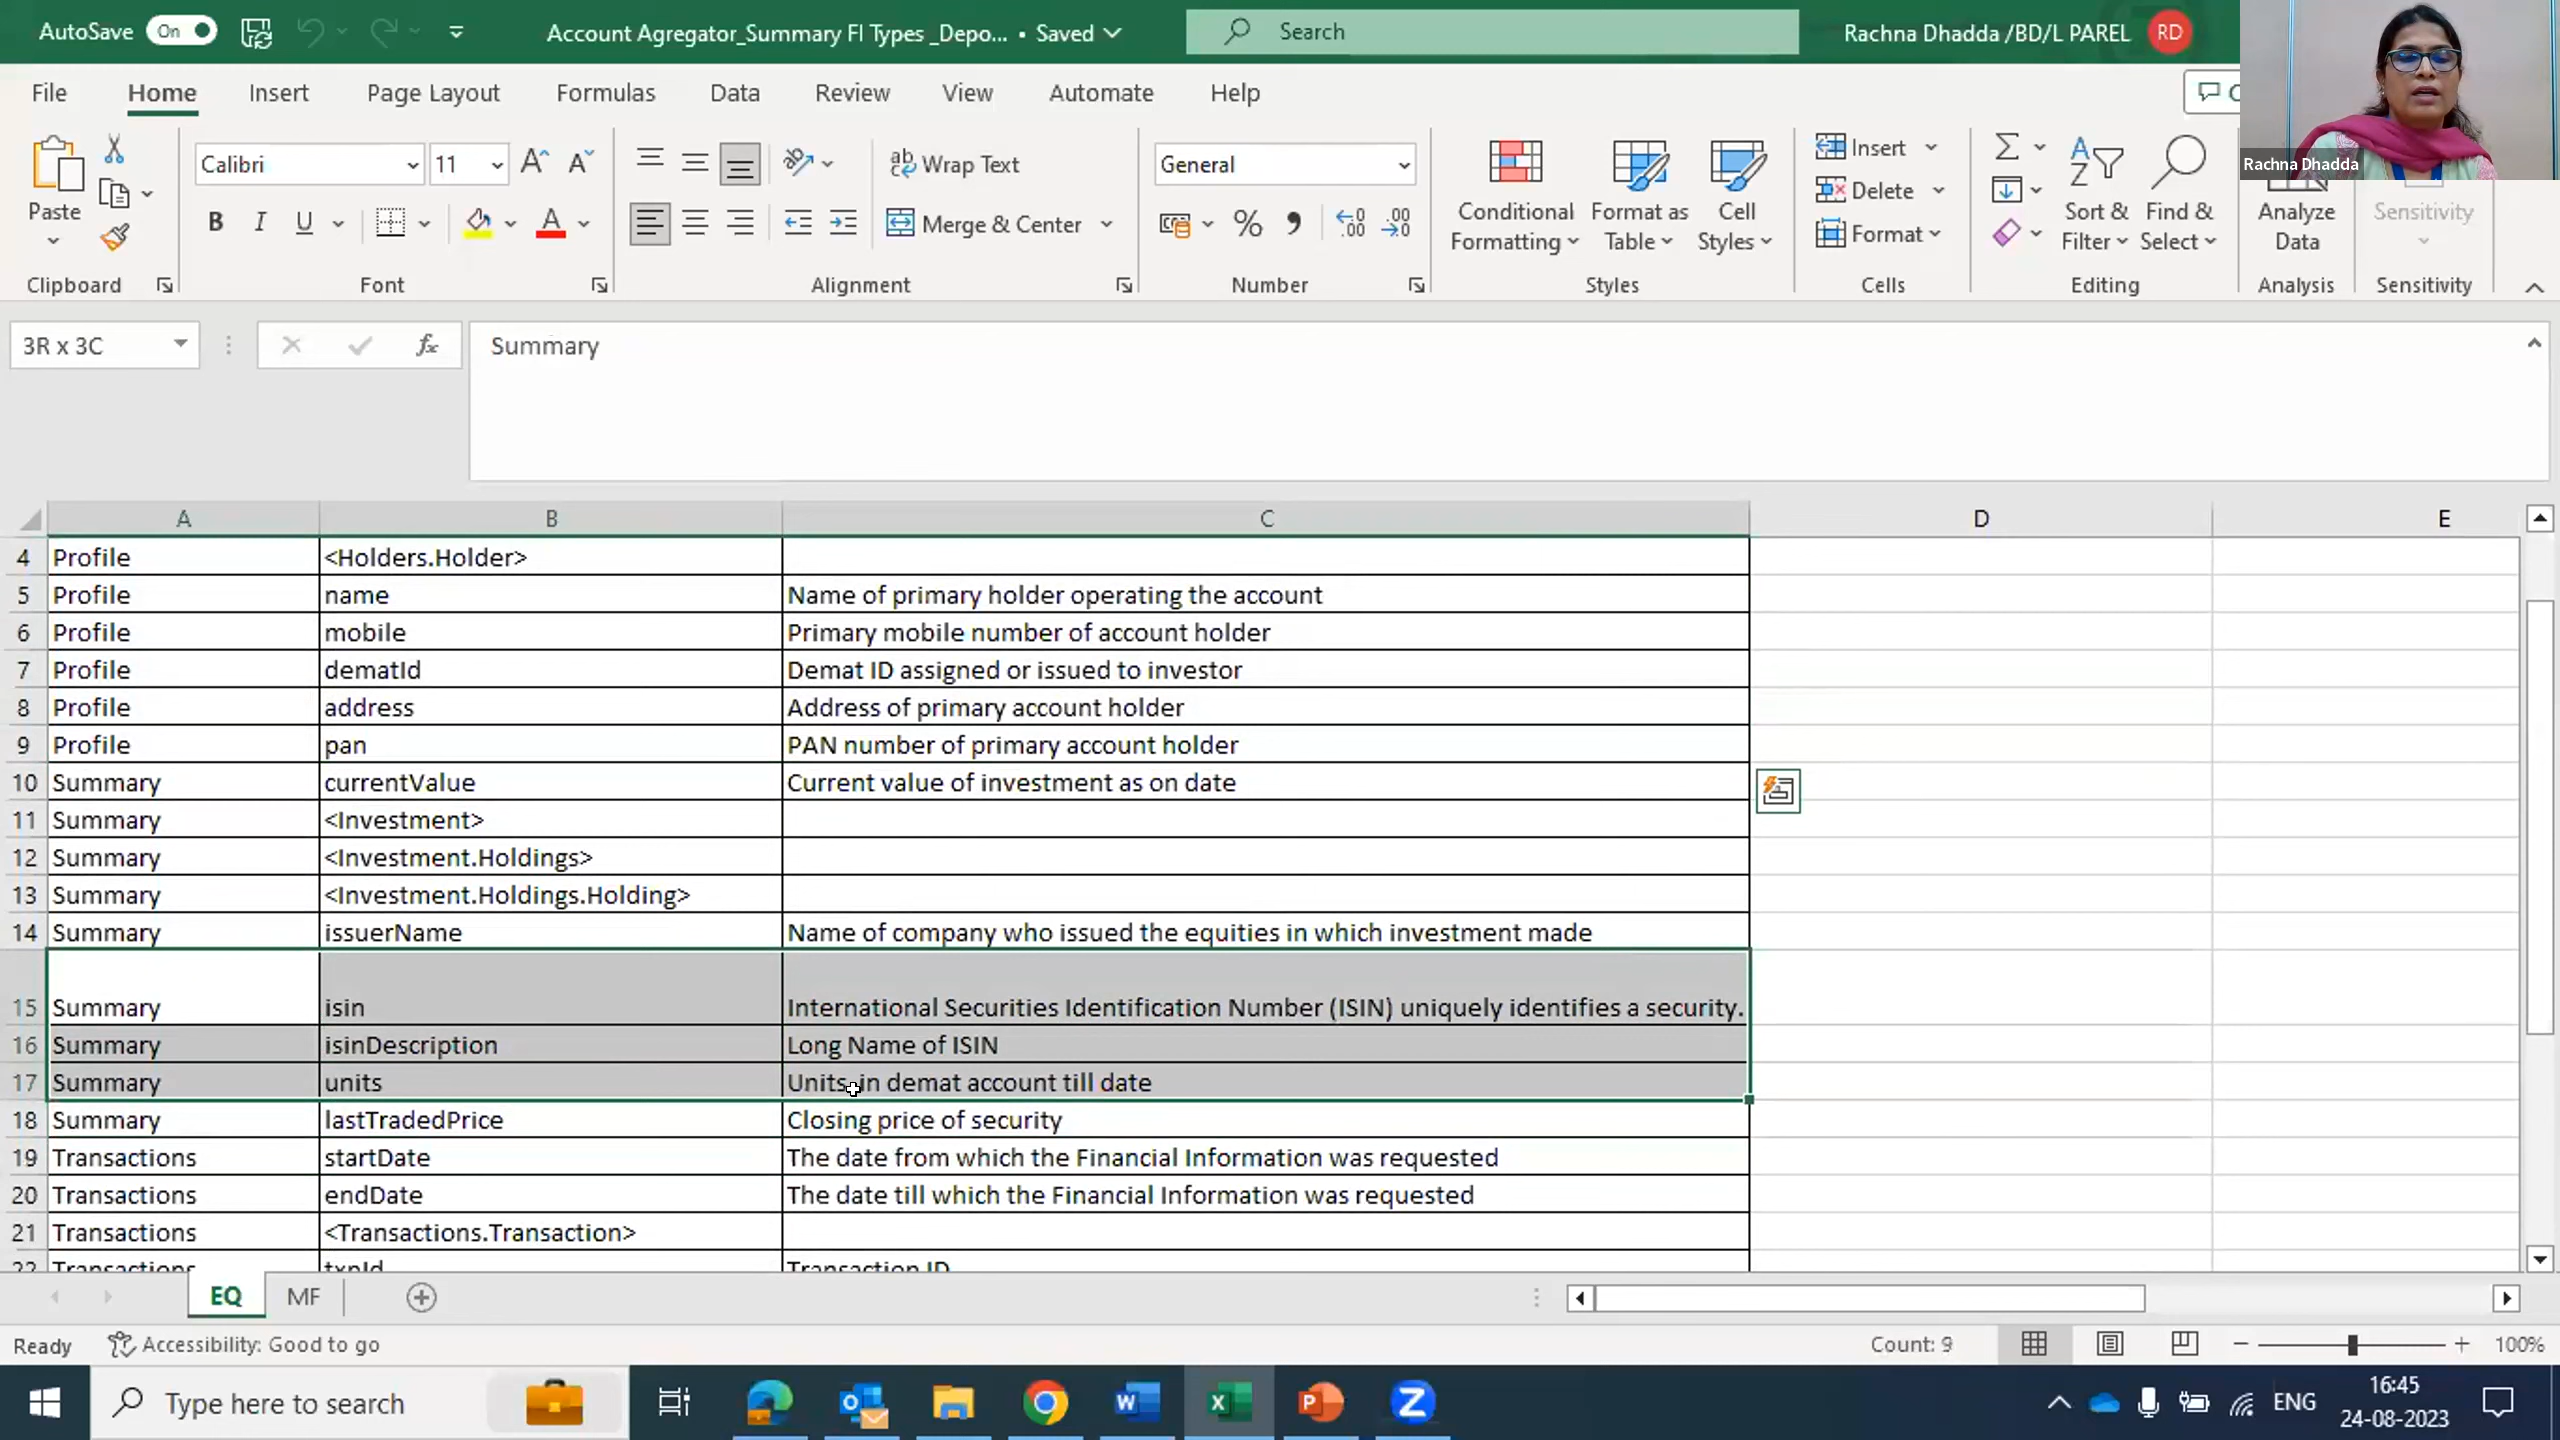 AutoSave On Account Agregator_Summary FI Types _Depo... • Saved Search Rachna Dhadda /BD/L PAREL RD
File Home Insert Page Layout Formulas Data Review View Automate Help
Rachna Dhadda
Paste
Calibri 11
Wrap Text
General
B I U
Merge & Center
Conditional Formatting
Format as Table
Cell Styles
Insert
Delete
Format
Sort & Filter
Find & Select
Analyze Data
Sensitivity
Clipboard Font Alignment Number Styles Cells Editing Analysis Sensitivity
3R x 3C fx Summary
A B C D E
4 Profile <Holders.Holder>
5 Profile name Name of primary holder operating the account
6 Profile mobile Primary mobile number of account holder
7 Profile dematId Demat ID assigned or issued to investor
8 Profile address Address of primary account holder
9 Profile pan PAN number of primary account holder
10 Summary currentValue Current value of investment as on date
11 Summary <Investment>
12 Summary <Investment.Holdings>
13 Summary <Investment.Holdings.Holding>
14 Summary issuerName Name of company who issued the equities in which investment made
15 Summary isin International Securities Identification Number (ISIN) uniquely identifies a security.
16 Summary isinDescription Long Name of ISIN
17 Summary units Units in demat account till date
18 Summary lastTradedPrice Closing price of security
19 Transactions startDate The date from which the Financial Information was requested
20 Transactions endDate The date till which the Financial Information was requested
21 Transactions <Transactions.Transaction>
22 Transactions txnId Transaction ID
EQ MF
Ready Accessibility: Good to go Count: 9 100%
Type here to search ENG 16:45
24-08-2023